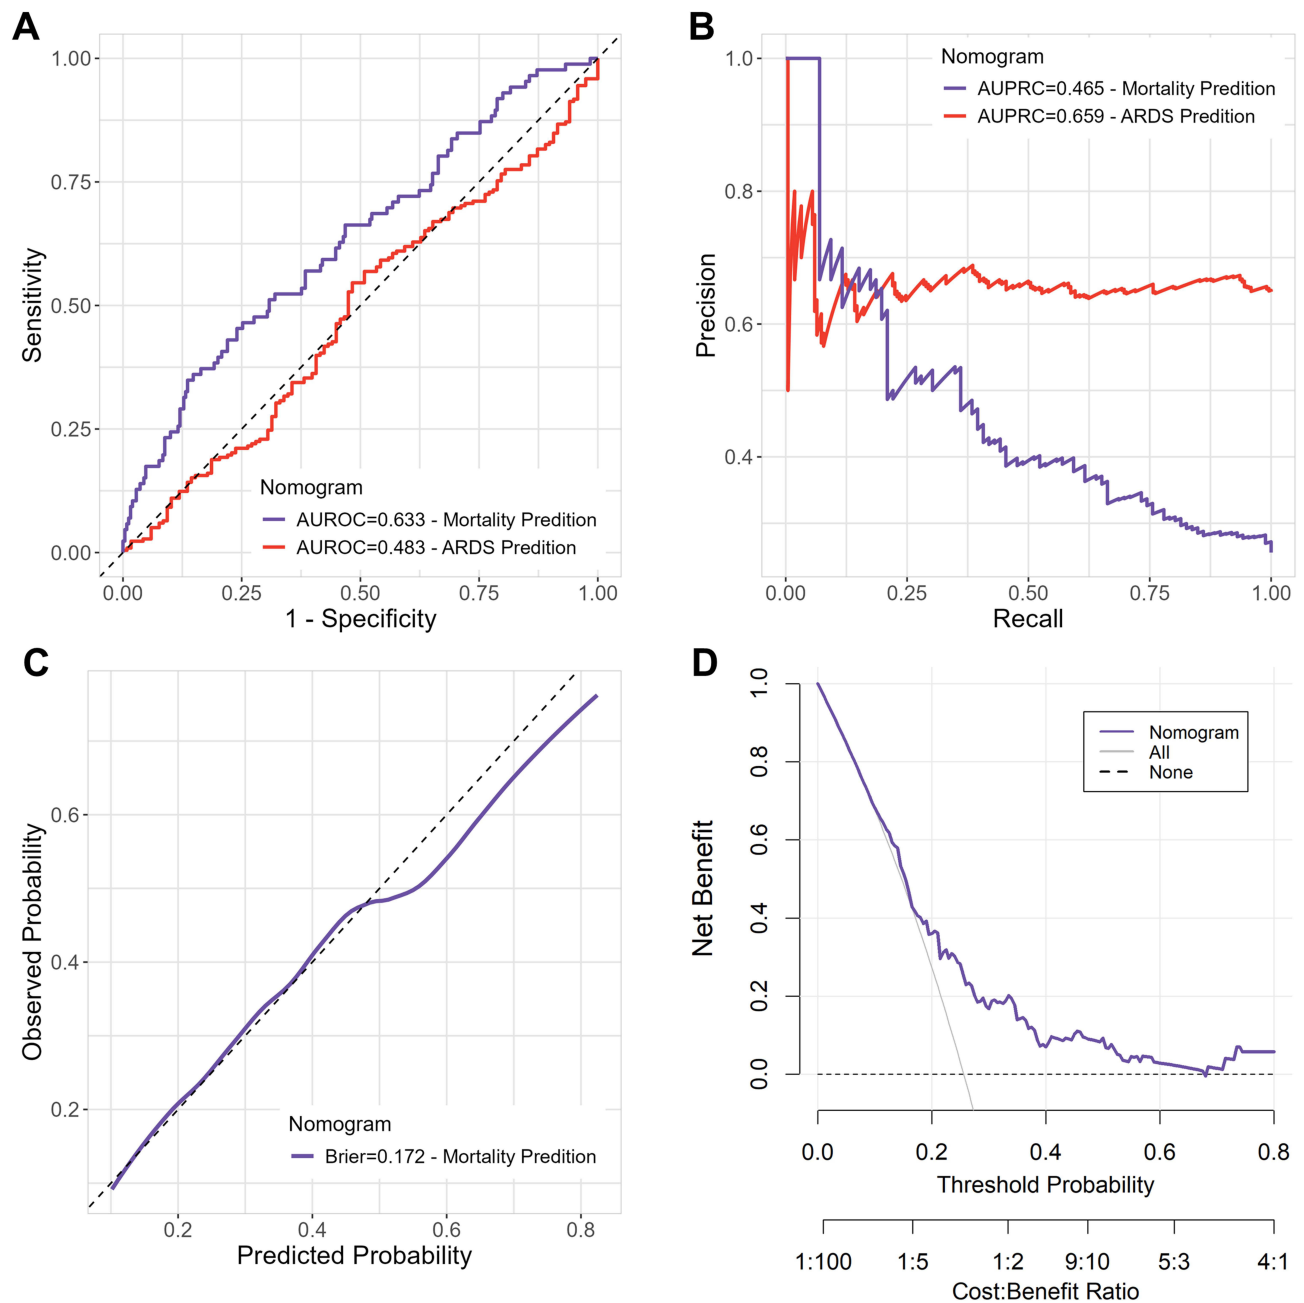 A
1.00
0.75
0.50
0.25
0.00
Sensitivity
Nomogram
AUROC=0.633 - Mortality Predition
AUROC=0.483 - ARDS Predition
0.00 0.25 0.50 0.75 1.00
1 - Specificity
B
1.0
0.8
0.6
0.4
Precision
Nomogram
AUPRC=0.465 - Mortality Predition
AUPRC=0.659 - ARDS Predition
0.00 0.25 0.50 0.75 1.00
Recall
C
0.6
0.4
0.2
Observed Probability
Nomogram
Brier=0.172 - Mortality Predition
0.2 0.4 0.6 0.8
Predicted Probability
D
1.0
0.8
0.6
0.4
0.2
0.0
Net Benefit
Nomogram
All
None
0.0 0.2 0.4 0.6 0.8
Threshold Probability
1:100 1:5 1:2 9:10 5:3 4:1
Cost:Benefit Ratio